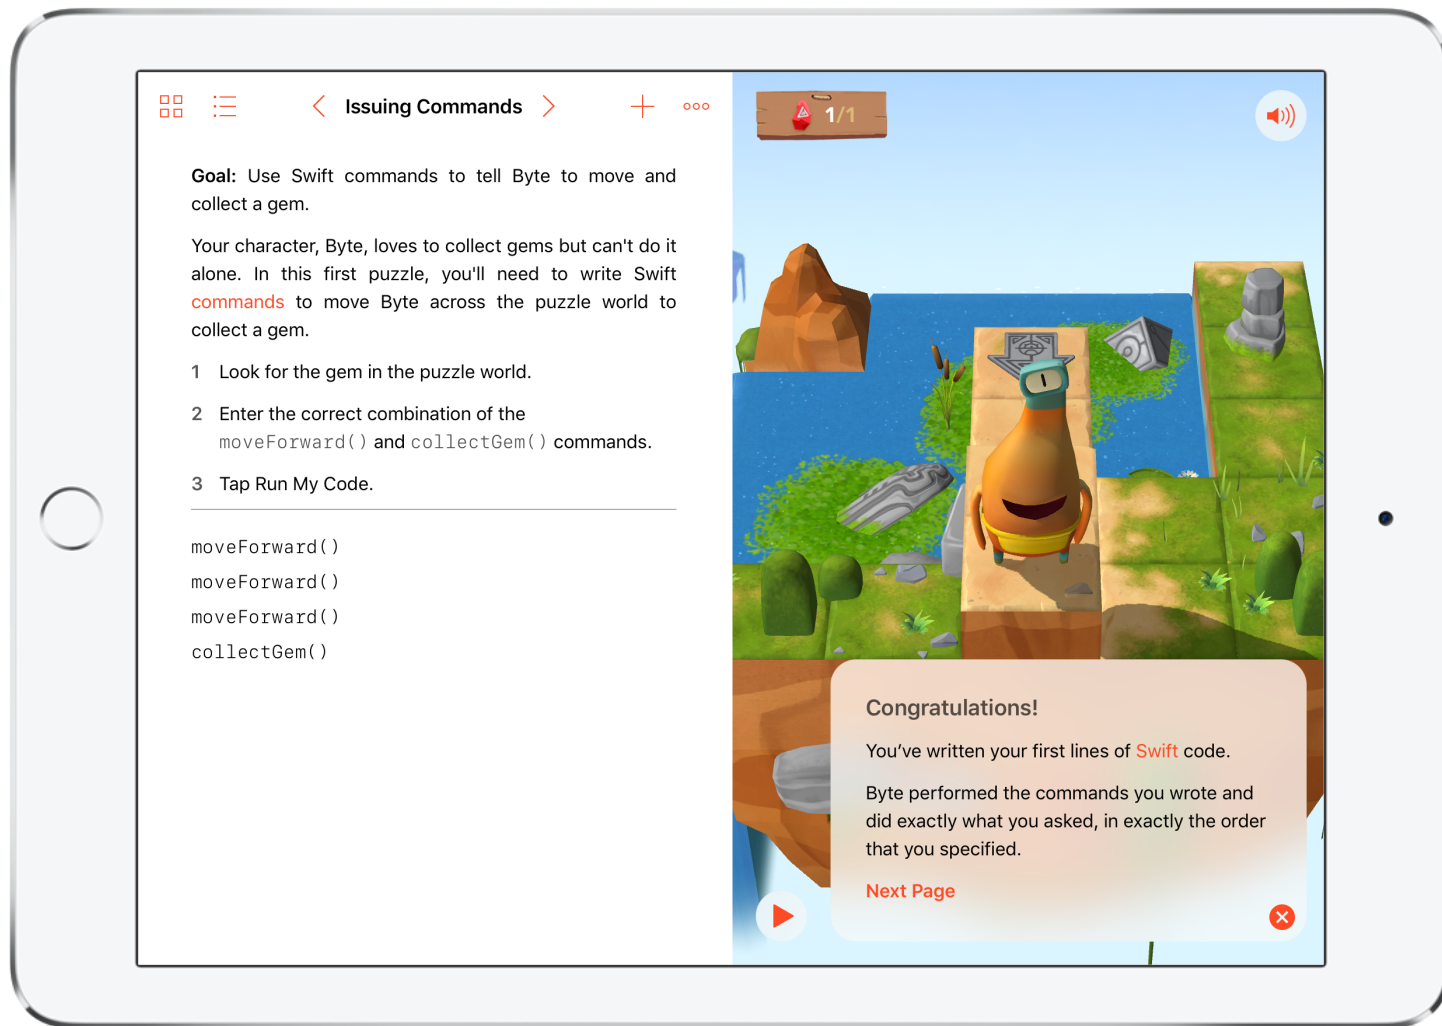 Issuing Commands
Goal: Use Swift commands to tell Byte to move and
collect a gem.
Your character, Byte, loves to collect gems but can't do it
alone. In this first puzzle, you'll need to write Swift
commands to move Byte across the puzzle world to
collect a gem.
1 Look for the gem in the puzzle world.
2 Enter the correct combination of the
moveForward() and collectGem() commands.
3 Tap Run My Code.
moveForward()
moveForward()
moveForward()
collectGem()
1/1
Congratulations!
You’ve written your first lines of Swift code.
Byte performed the commands you wrote and
did exactly what you asked, in exactly the order
that you specified.
Next Page